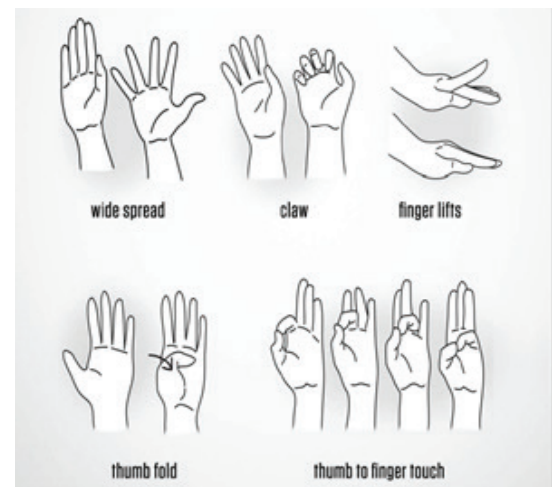 wide spread
claw
finger lifts
thumb fold
thumb to finger touch